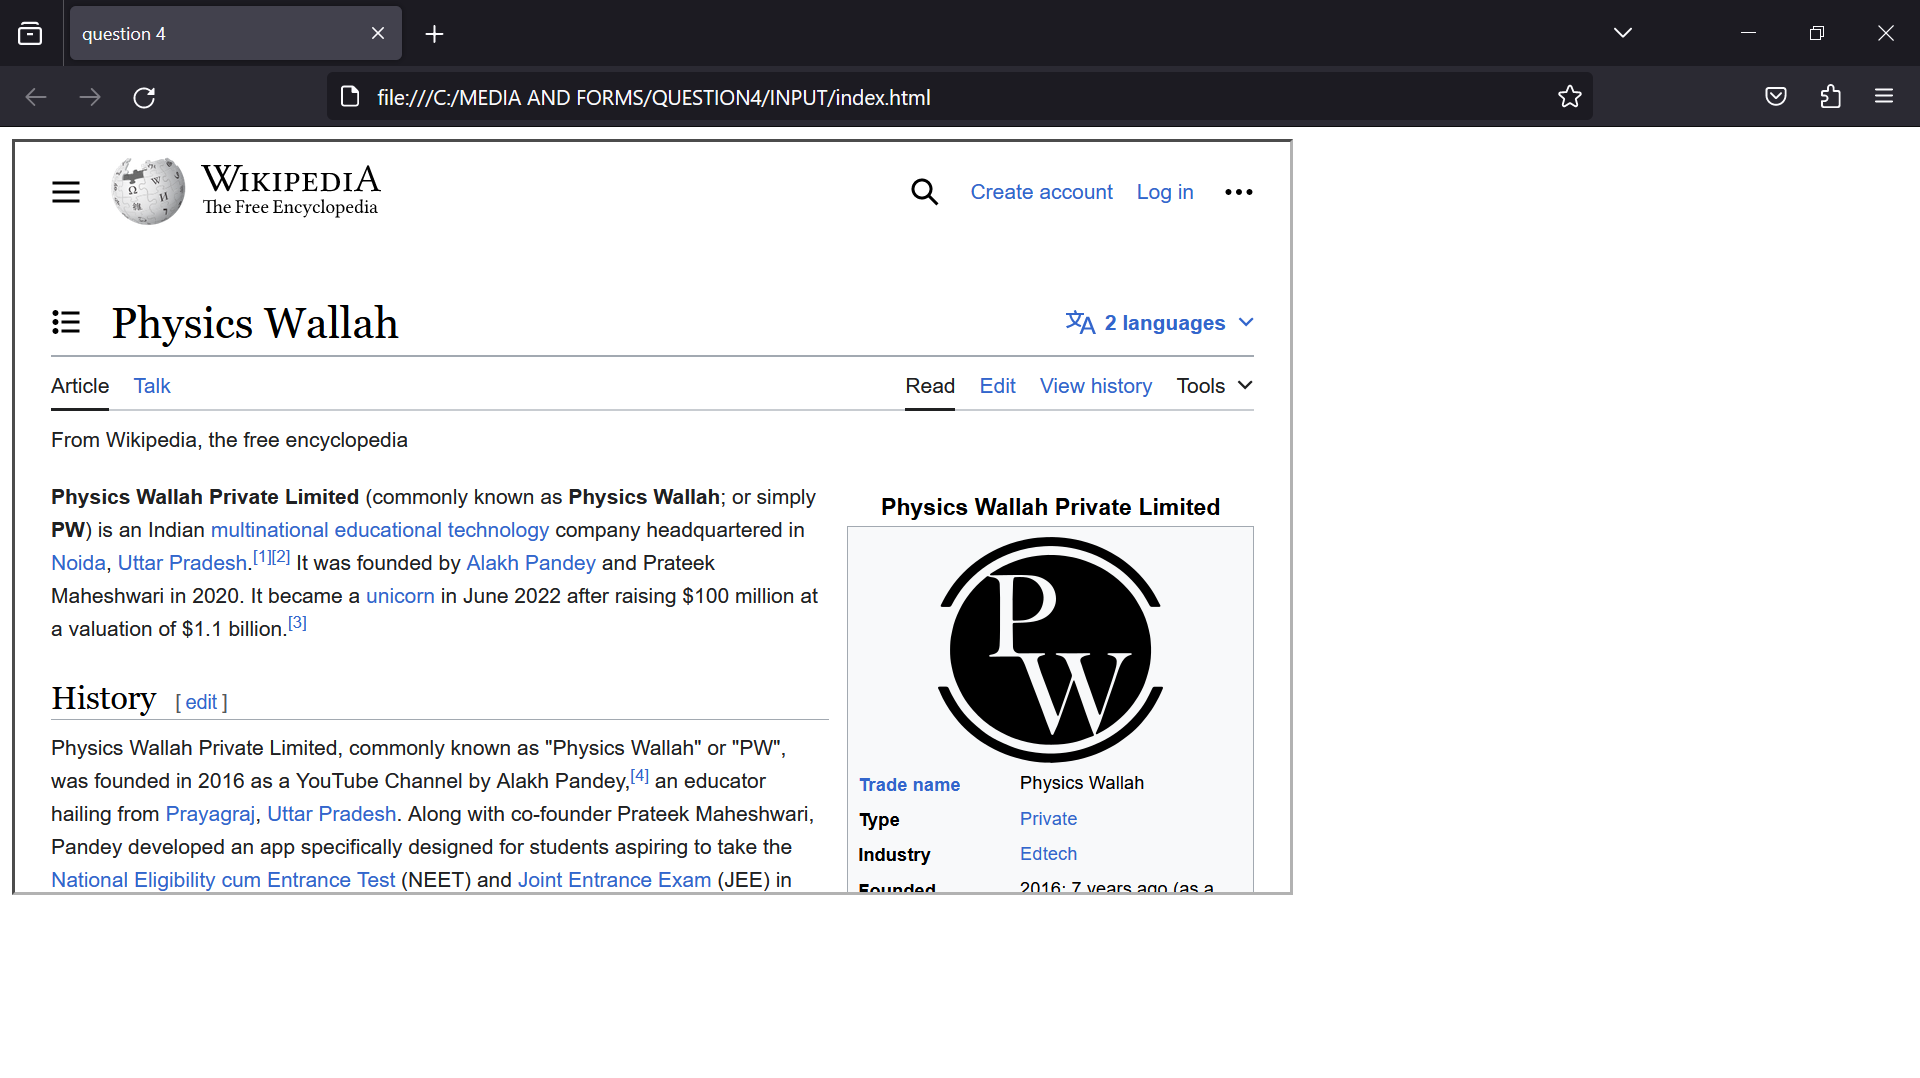 question 4
file:///C:/MEDIA AND FORMS/QUESTION4/INPUT/index.html
WIKIPEDIA
The Free Encyclopedia
Create account Log in
Physics Wallah
2 languages
Article Talk
Read Edit View history Tools
From Wikipedia, the free encyclopedia
Physics Wallah Private Limited (commonly known as Physics Wallah; or simply
PW) is an Indian multinational educational technology company headquartered in
Noida, Uttar Pradesh.[1][2] It was founded by Alakh Pandey and Prateek
Maheshwari in 2020. It became a unicorn in June 2022 after raising $100 million at
a valuation of $1.1 billion.[3]
History [ edit ]
Physics Wallah Private Limited, commonly known as "Physics Wallah" or "PW",
was founded in 2016 as a YouTube Channel by Alakh Pandey,[4] an educator
hailing from Prayagraj, Uttar Pradesh. Along with co-founder Prateek Maheshwari,
Pandey developed an app specifically designed for students aspiring to take the
National Eligibility cum Entrance Test (NEET) and Joint Entrance Exam (JEE) in
Physics Wallah Private Limited
PW
Trade name Physics Wallah
Type Private
Industry Edtech
Founded 2016; 7 years ago (as a